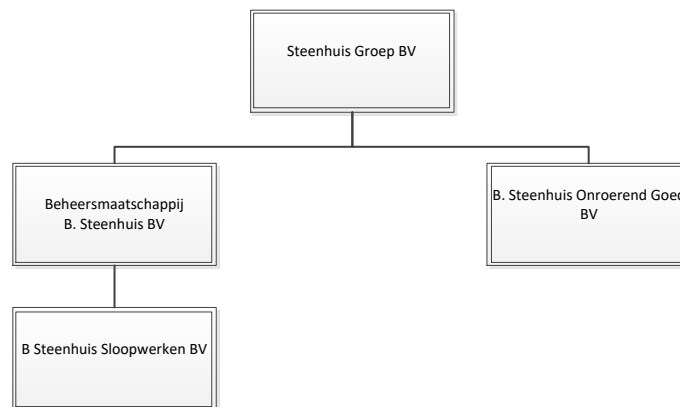 Steenhuis Groep BV
Beheersmaatschappij
B. Steenhuis BV
B. Steenhuis Onroerend Goed
BV
B Steenhuis Sloopwerken BV